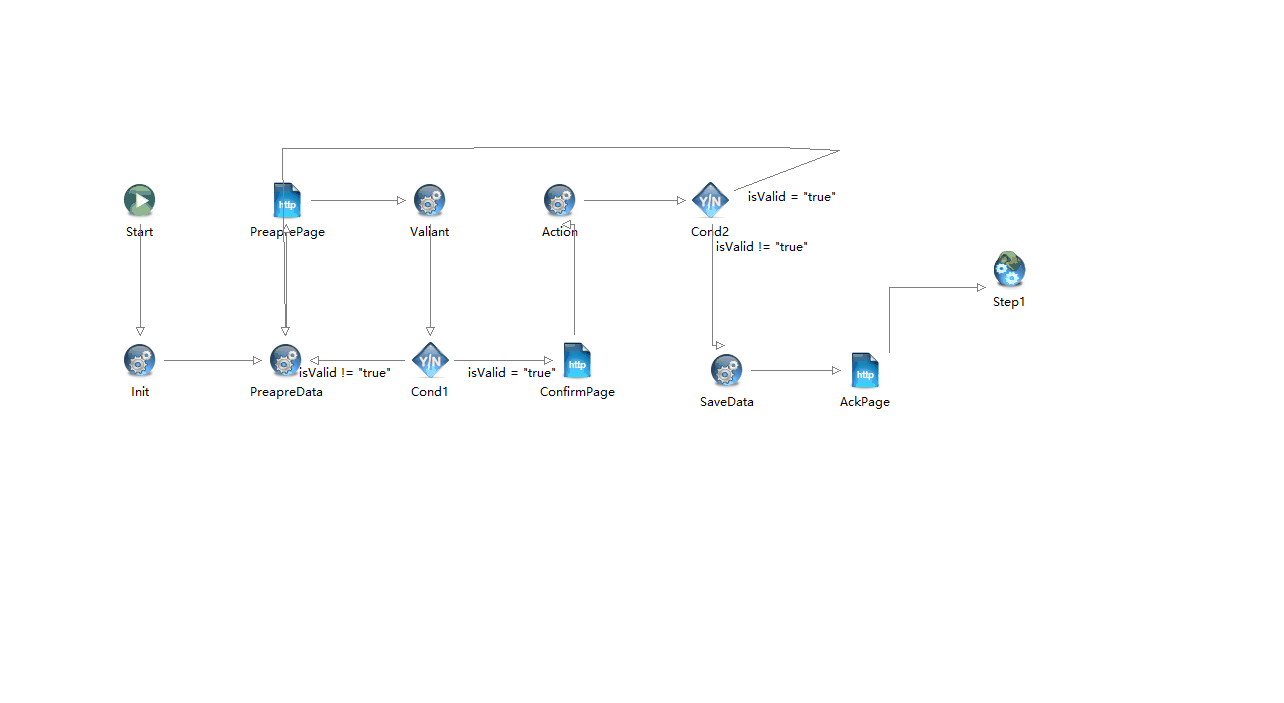 http
Y/N
isValid = "true"
Start
PreaprePage
Valiant
Action
Cond2
isValid != "true"
Step1
http
Y/N
http
isValid != "true"
isValid = "true"
Init
PreapreData
Cond1
ConfirmPage
SaveData
AckPage